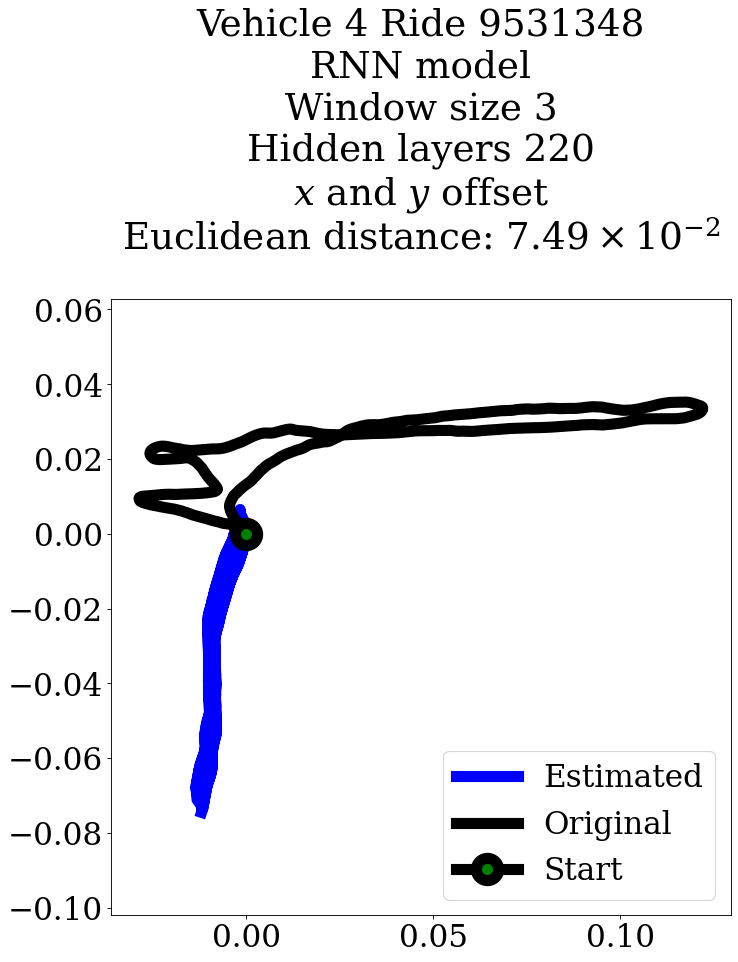 Vehicle 4 Ride 9531348
RNN model
Window size 3
Hidden layers 220
x and y offset
Euclidean distance: 7.49 × 10⁻²
0.06
0.04
0.02
0.00
−0.02
−0.04
−0.06
−0.08
−0.10
Estimated
Original
Start
0.00 0.05 0.10